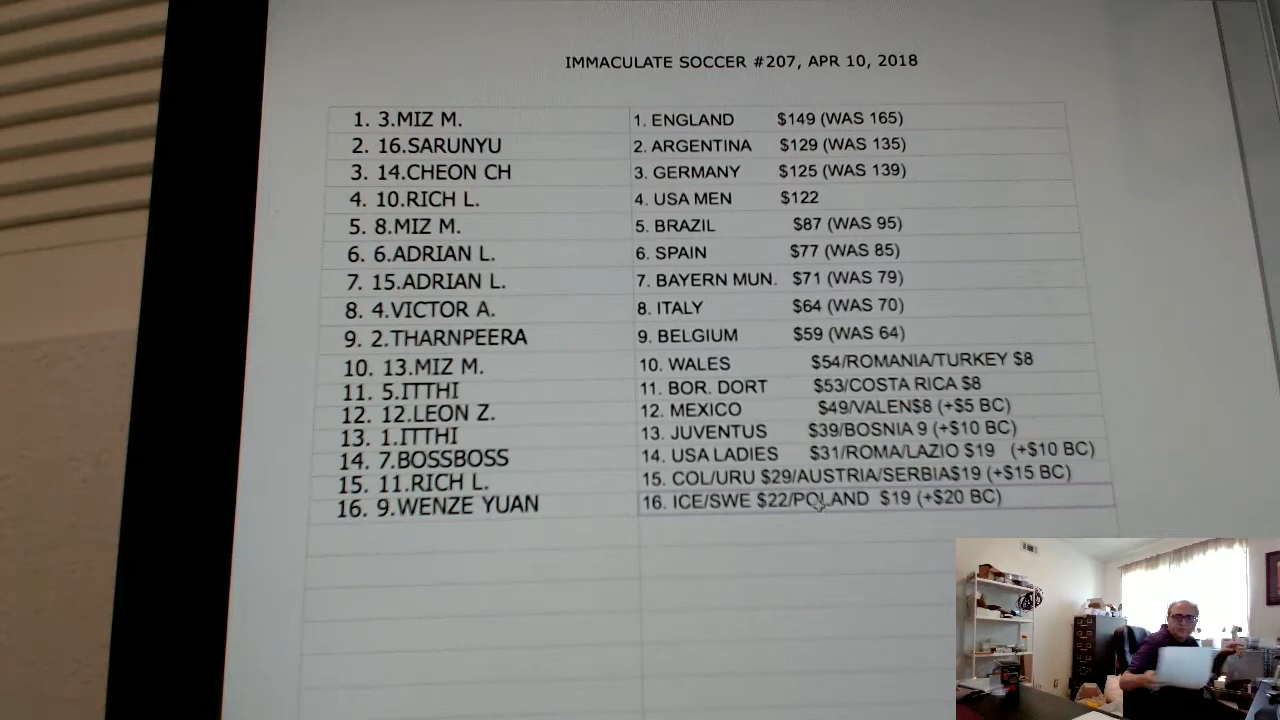 IMMACULATE SOCCER #207, APR 10, 2018
1. 3.MIZ M. 1. ENGLAND $149 (WAS 165)
2. 16.SARUNYU 2. ARGENTINA $129 (WAS 135)
3. 14.CHEON CH 3. GERMANY $125 (WAS 139)
4. 10.RICH L. 4. USA MEN $122
5. 8.MIZ M. 5. BRAZIL $87 (WAS 95)
6. 6.ADRIAN L. 6. SPAIN $77 (WAS 85)
7. 15.ADRIAN L. 7. BAYERN MUN. $71 (WAS 79)
8. 4.VICTOR A. 8. ITALY $64 (WAS 70)
9. 2.THARNPEERA 9. BELGIUM $59 (WAS 64)
10. 13.MIZ M. 10. WALES $54/ROMANIA/TURKEY $8
11. 5.ITTHI 11. BOR. DORT $53/COSTA RICA $8
12. 12.LEON Z. 12. MEXICO $49/VALEN$8 (+$5 BC)
13. 1.ITTHI 13. JUVENTUS $39/BOSNIA 9 (+$10 BC)
14. 7.BOSSBOSS 14. USA LADIES $31/ROMA/LAZIO $19 (+$10 BC)
15. 11.RICH L. 15. COL/URU $29/AUSTRIA/SERBIA$19 (+$15 BC)
16. 9.WENZE YUAN 16. ICE/SWE $22/POLAND $19 (+$20 BC)